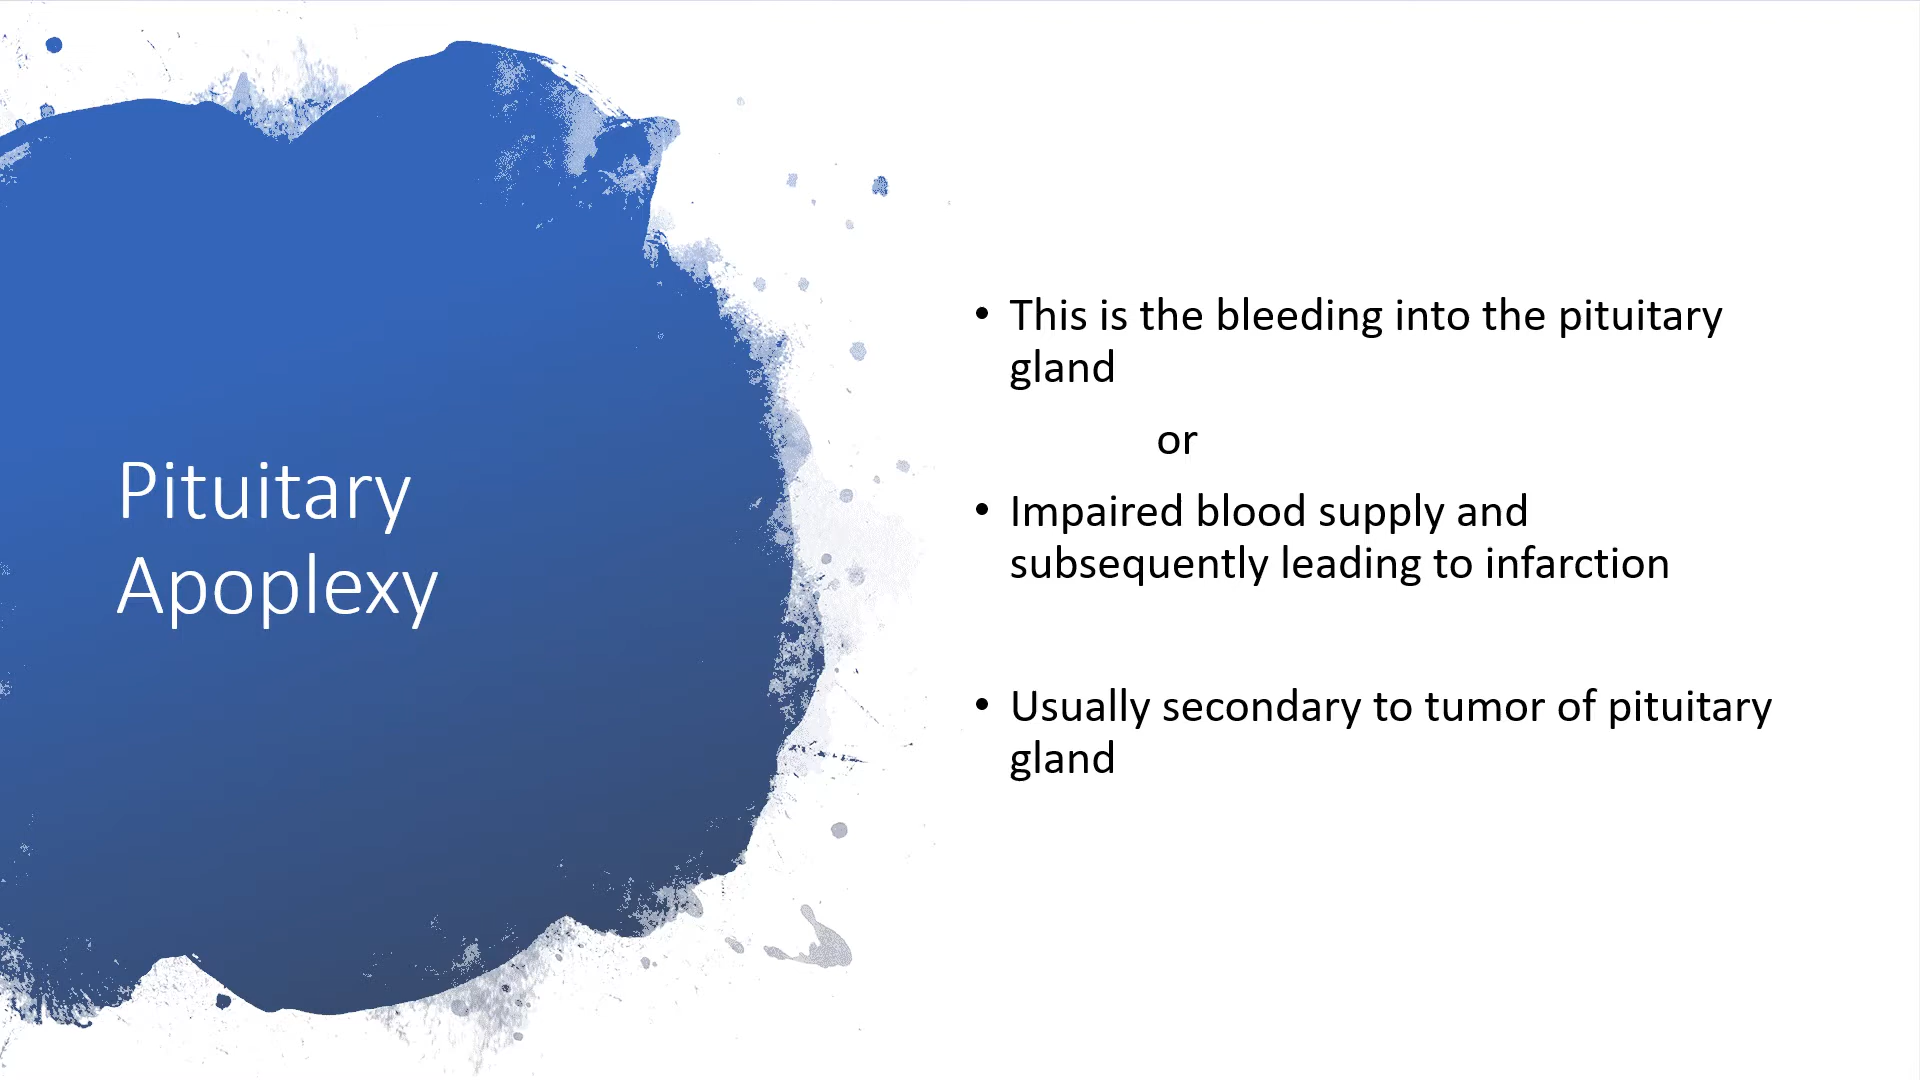 Pituitary
Apoplexy
• This is the bleeding into the pituitary
gland
or
• Impaired blood supply and
subsequently leading to infarction
• Usually secondary to tumor of pituitary
gland